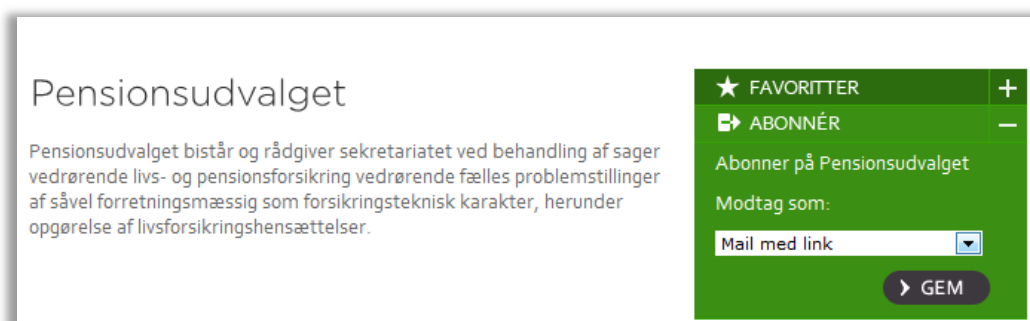 Pensionsudvalget
Pensionsudvalget bistår og rådgiver sekretariatet ved behandling af sager
vedrørende livs- og pensionsforsikring vedrørende fælles problemstillinger
af såvel forretningsmæssig som forsikringsteknisk karakter, herunder
opgørelse af livsforsikringshensættelser.
FAVORITTER
ABONNÉR
Abonner på Pensionsudvalget
Modtag som:
Mail med link
GEM